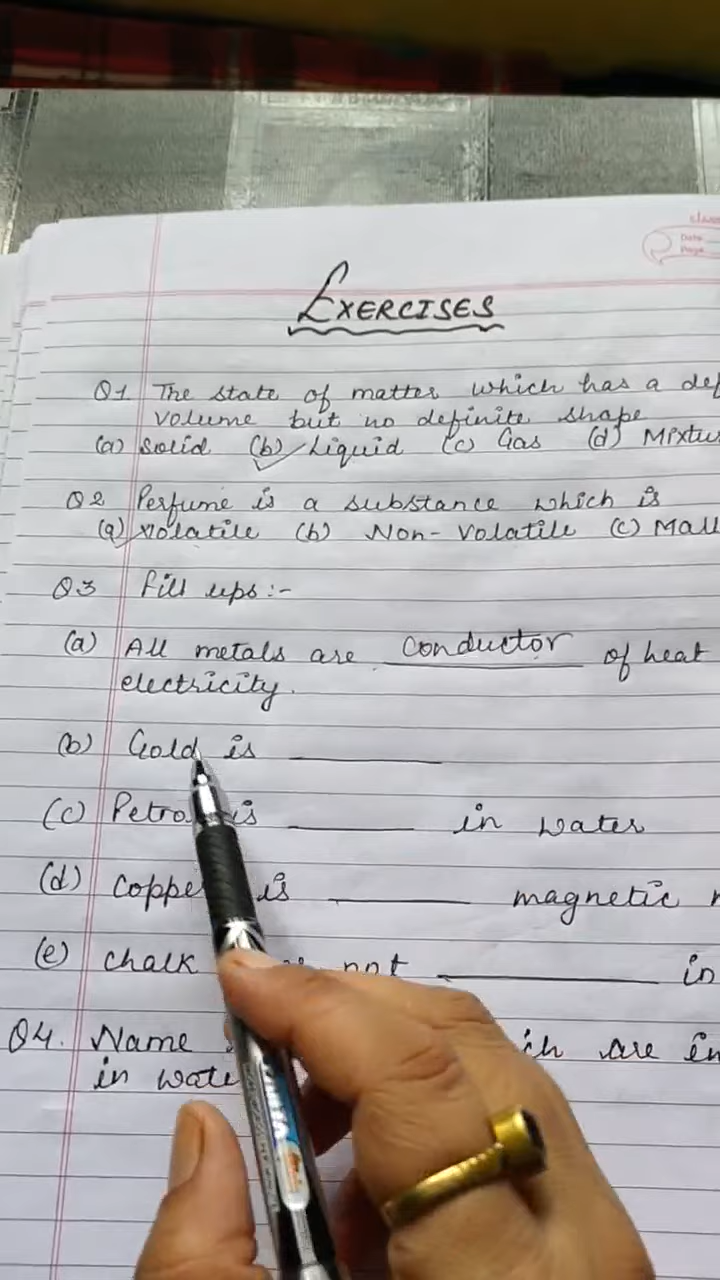 EXERCISES
Q1 The state of matter which has a def
volume but no definite shape
(a) Solid (b) Liquid (c) Gas (d) Mixtu
Q2 Perfume is a substance which is
(a) Volatile (b) Non-Volatile (c) Mall
Q3 Fill ups:-
(a) All metals are conductor of heat
electricity.
(b) Gold is
(c) Petro is in water
(d) Coppe is magnetic
(e) Chalk not in
Q4. Name are in
in wate
Date
Page